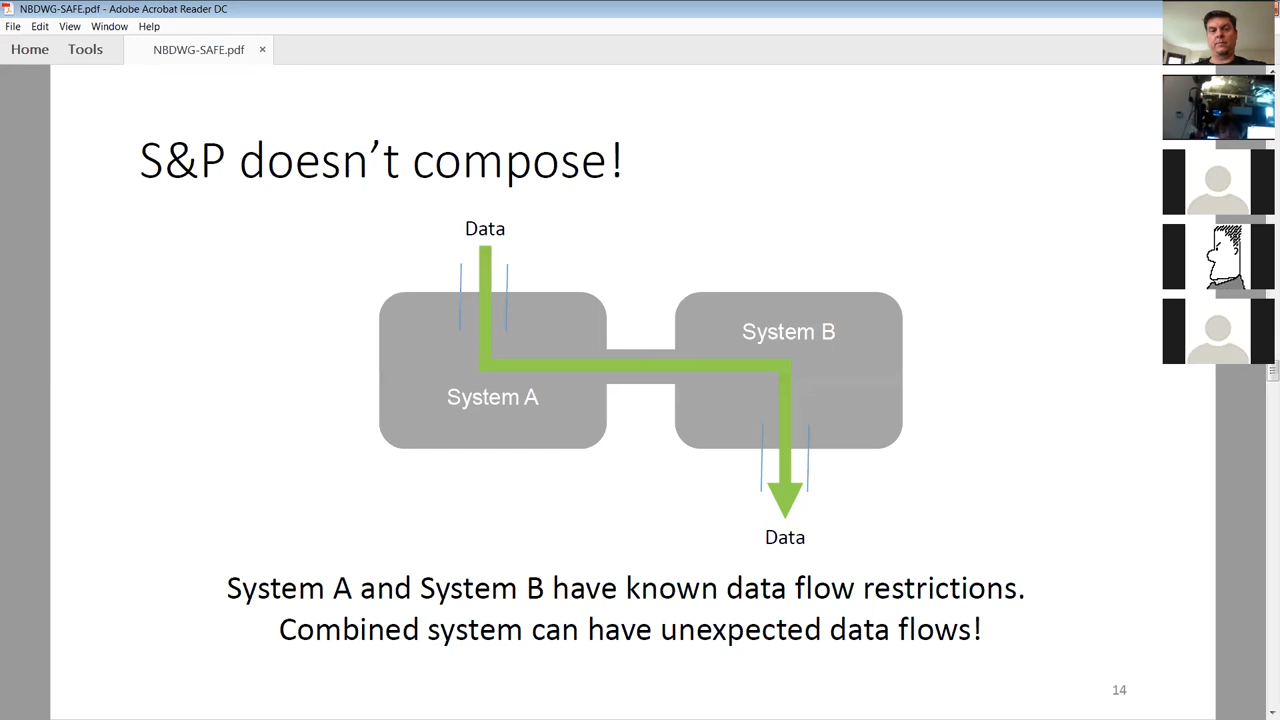 NBDWG-SAFE.pdf - Adobe Acrobat Reader DC
File Edit View Window Help
Home Tools NBDWG-SAFE.pdf ×
S&P doesn't compose!
Data
System B
System A
Data
System A and System B have known data flow restrictions.
Combined system can have unexpected data flows!
14